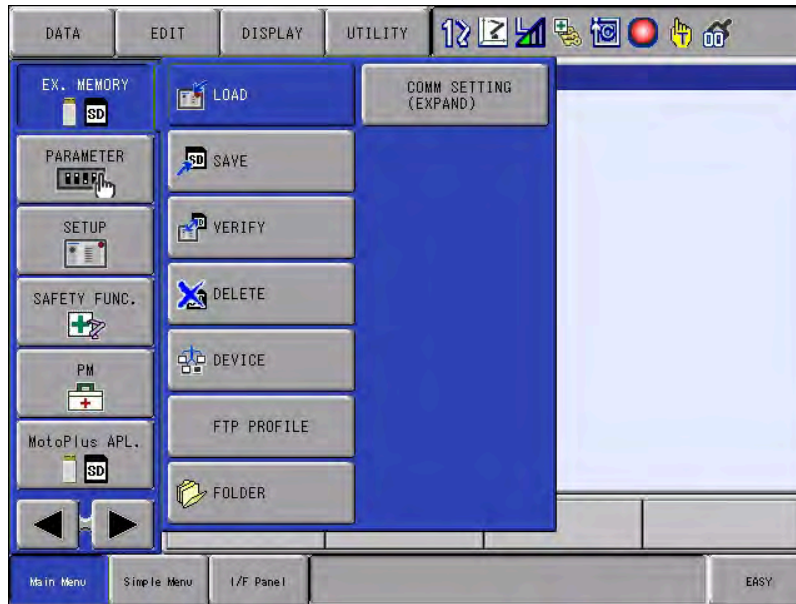 DATA
EDIT
DISPLAY
UTILITY
EX. MEMORY
SD
LOAD
COMM SETTING
(EXPAND)
PARAMETER
SD
SAVE
SETUP
VERIFY
SAFETY FUNC.
DELETE
PM
DEVICE
FTP PROFILE
MotoPlus APL.
SD
FOLDER
Main Menu
Simple Menu
I/F Panel
EASY